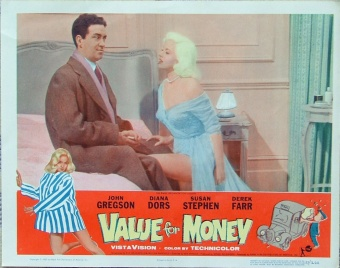 JOHN GREGSON
DIANA DORS
SUSAN STEPHEN
DEREK FARR
VALUE for MONEY
VISTAVISION - COLOR BY TECHNICOLOR